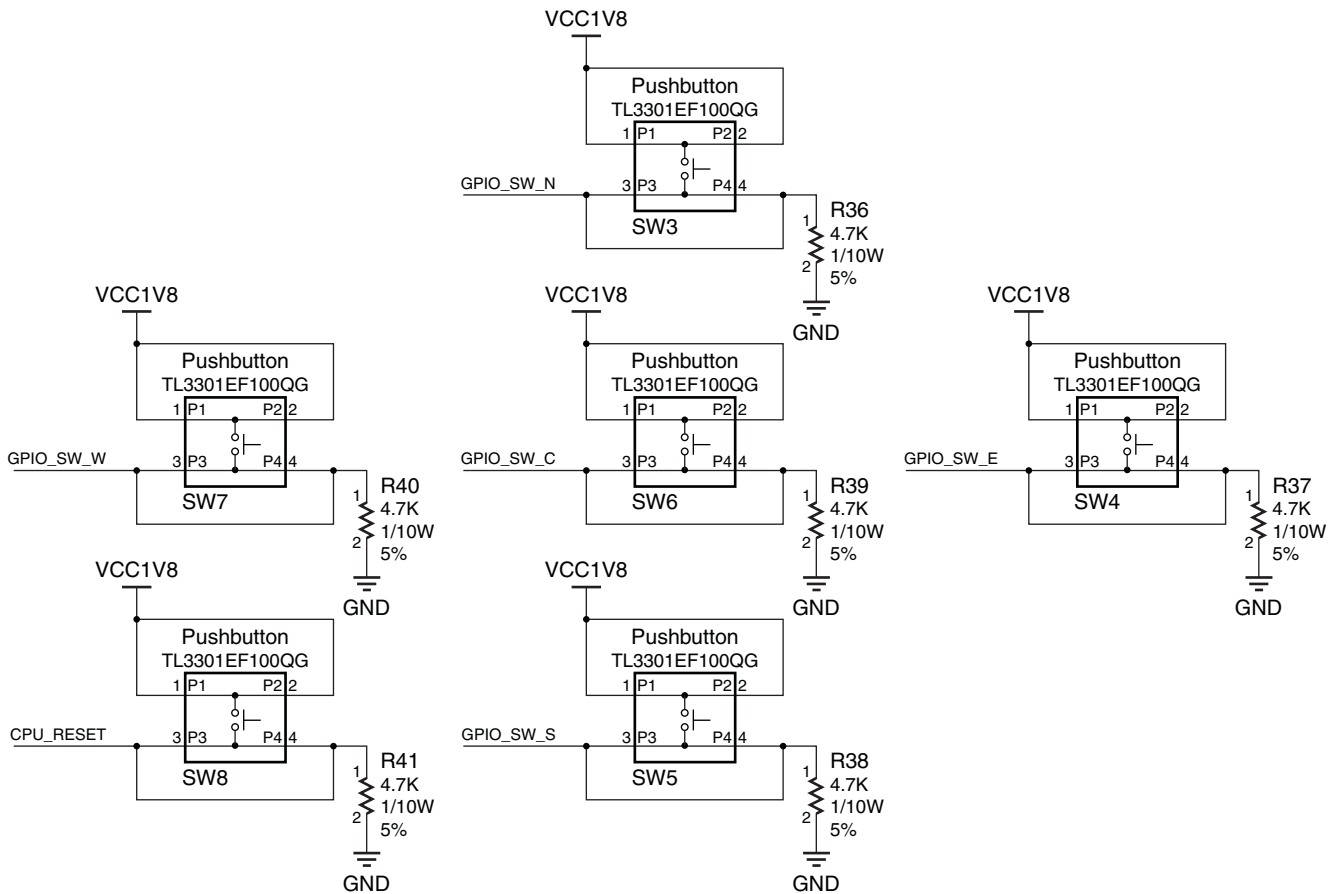 VCC1V8
Pushbutton
TL3301EF100QG
1 P1 P2 2
GPIO_SW_N
3 P3 P4 4
SW3
R36
1
4.7K
1/10W
2
5%
GND
VCC1V8
Pushbutton
TL3301EF100QG
1 P1 P2 2
GPIO_SW_W
3 P3 P4 4
SW7
R40
1
4.7K
1/10W
2
5%
GND
VCC1V8
Pushbutton
TL3301EF100QG
1 P1 P2 2
GPIO_SW_C
3 P3 P4 4
SW6
R39
1
4.7K
1/10W
2
5%
GND
VCC1V8
Pushbutton
TL3301EF100QG
1 P1 P2 2
GPIO_SW_E
3 P3 P4 4
SW4
R37
1
4.7K
1/10W
2
5%
GND
VCC1V8
Pushbutton
TL3301EF100QG
1 P1 P2 2
CPU_RESET
3 P3 P4 4
SW8
R41
1
4.7K
1/10W
2
5%
GND
VCC1V8
Pushbutton
TL3301EF100QG
1 P1 P2 2
GPIO_SW_S
3 P3 P4 4
SW5
R38
1
4.7K
1/10W
2
5%
GND